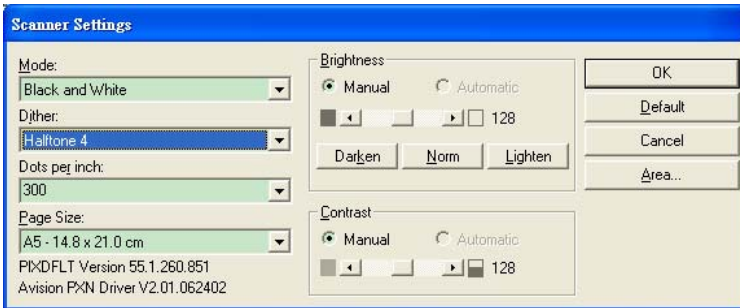 Scanner Settings
Mode:
Black and White
Dither:
Halftone 4
Dots per inch:
300
Page Size:
A5 - 14.8 x 21.0 cm
PIXDFLT Version 55.1.260.851
Avision PXN Driver V2.01.062402
Brightness
Manual
Automatic
128
Darken
Norm
Lighten
Contrast
Manual
Automatic
128
OK
Default
Cancel
Area...